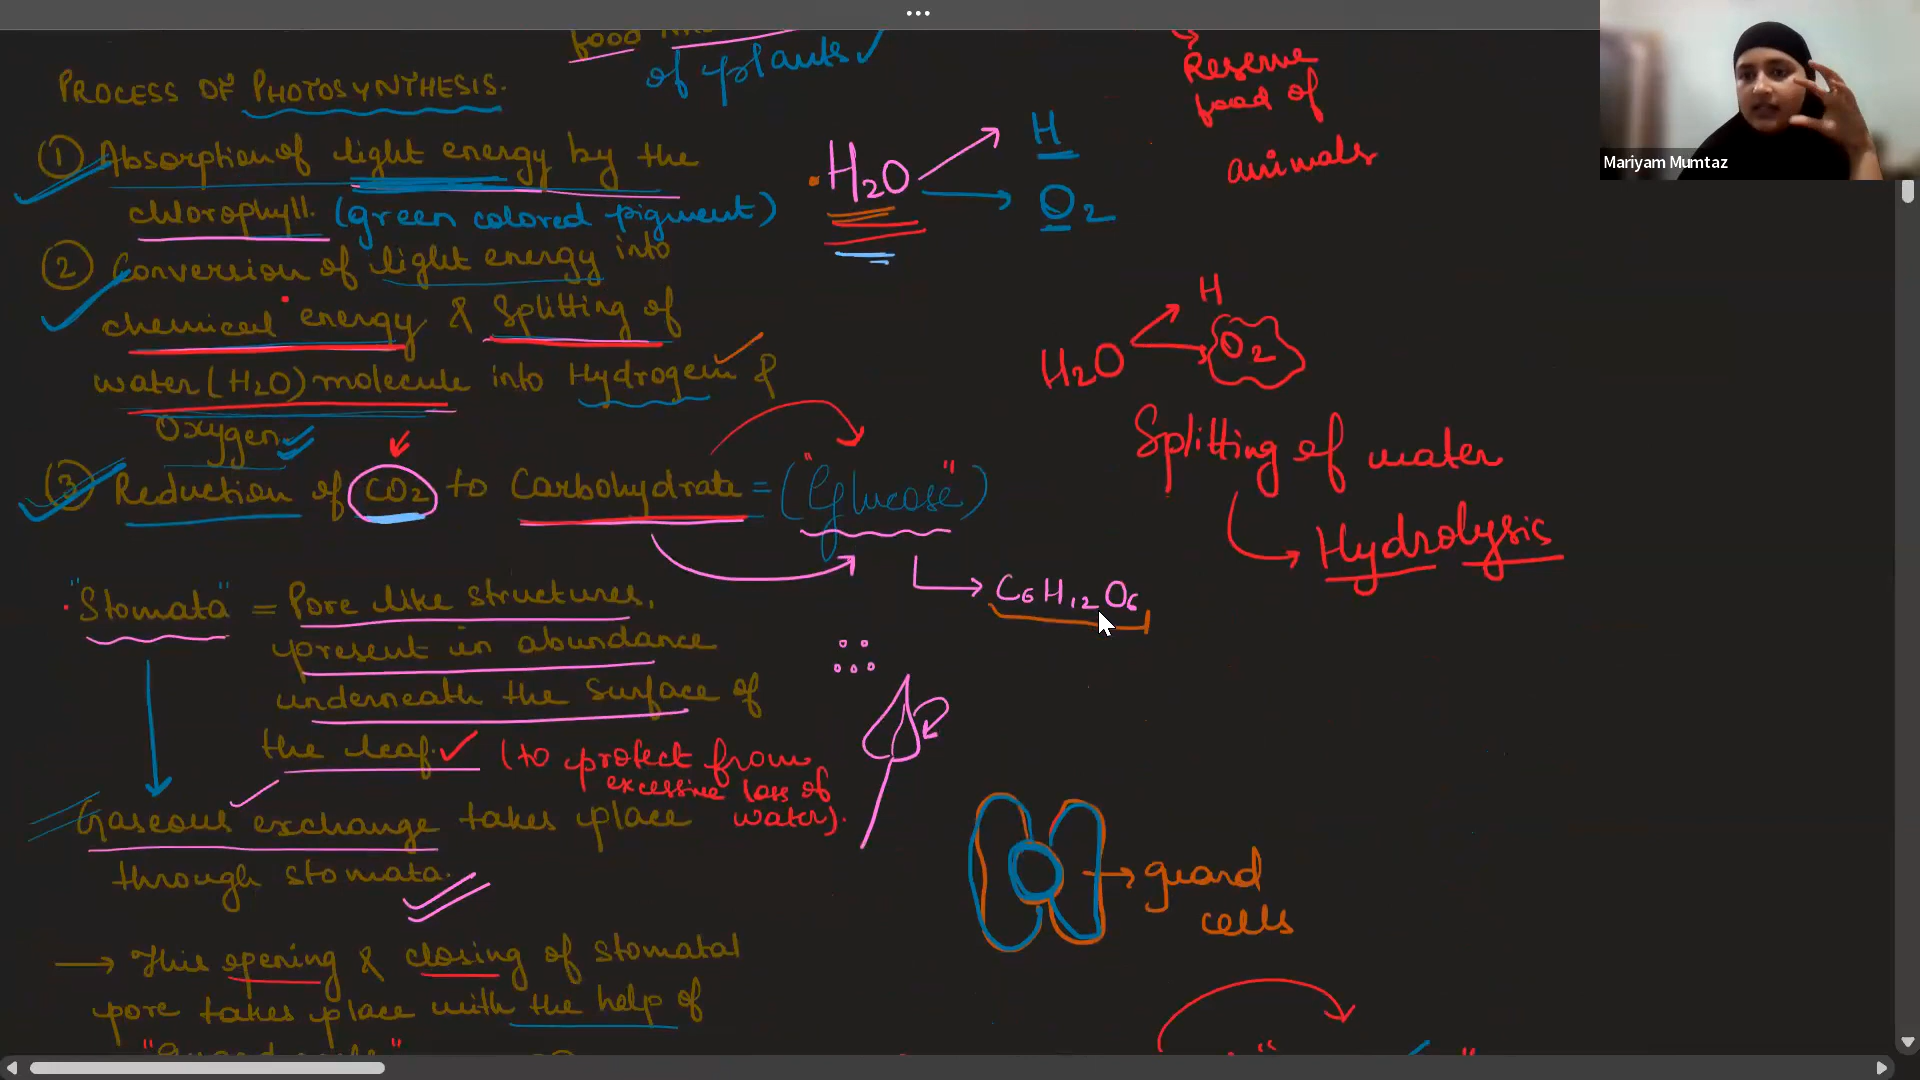 food
of plants
PROCESS OF PHOTOSYNTHESIS.
① Absorption of light energy by the
chlorophyll. (green colored pigment)
② Conversion of light energy into
chemical energy & splitting of
water (H2O) molecule into Hydrogen &
Oxygen.
③ Reduction of CO2 to Carbohydrate = ("Glucose")
C6H12O6
"Stomata" = Pore like structures,
present in abundance
underneath the surface of
the leaf. (to protect from
excessive loss of
water).
Gaseous exchange takes place
through stomata.
→ This opening & closing of stomatal
pore takes place with the help of
"guard cells"
H2O
H
O2
Reserve
food of
animals
H2O
H
O2
Splitting of water
Hydrolysis
guard
cells
Mariyam Mumtaz